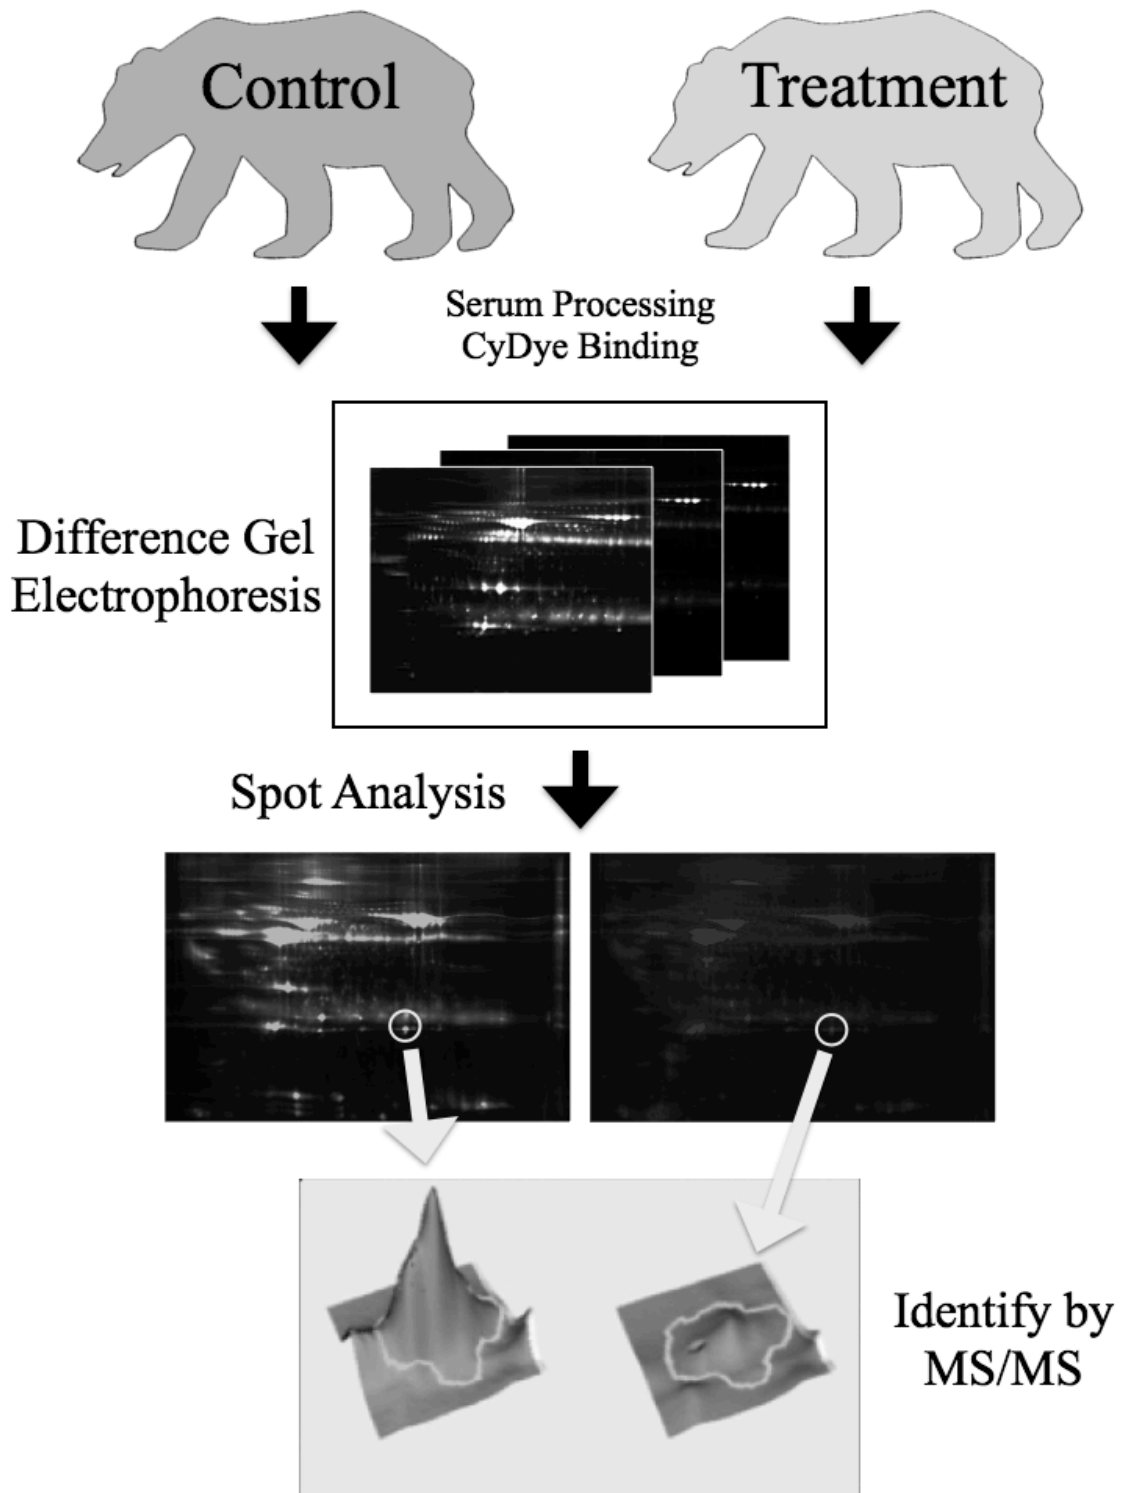 Control
Treatment
Serum Processing
CyDye Binding
Difference Gel
Electrophoresis
Spot Analysis
Identify by
MS/MS